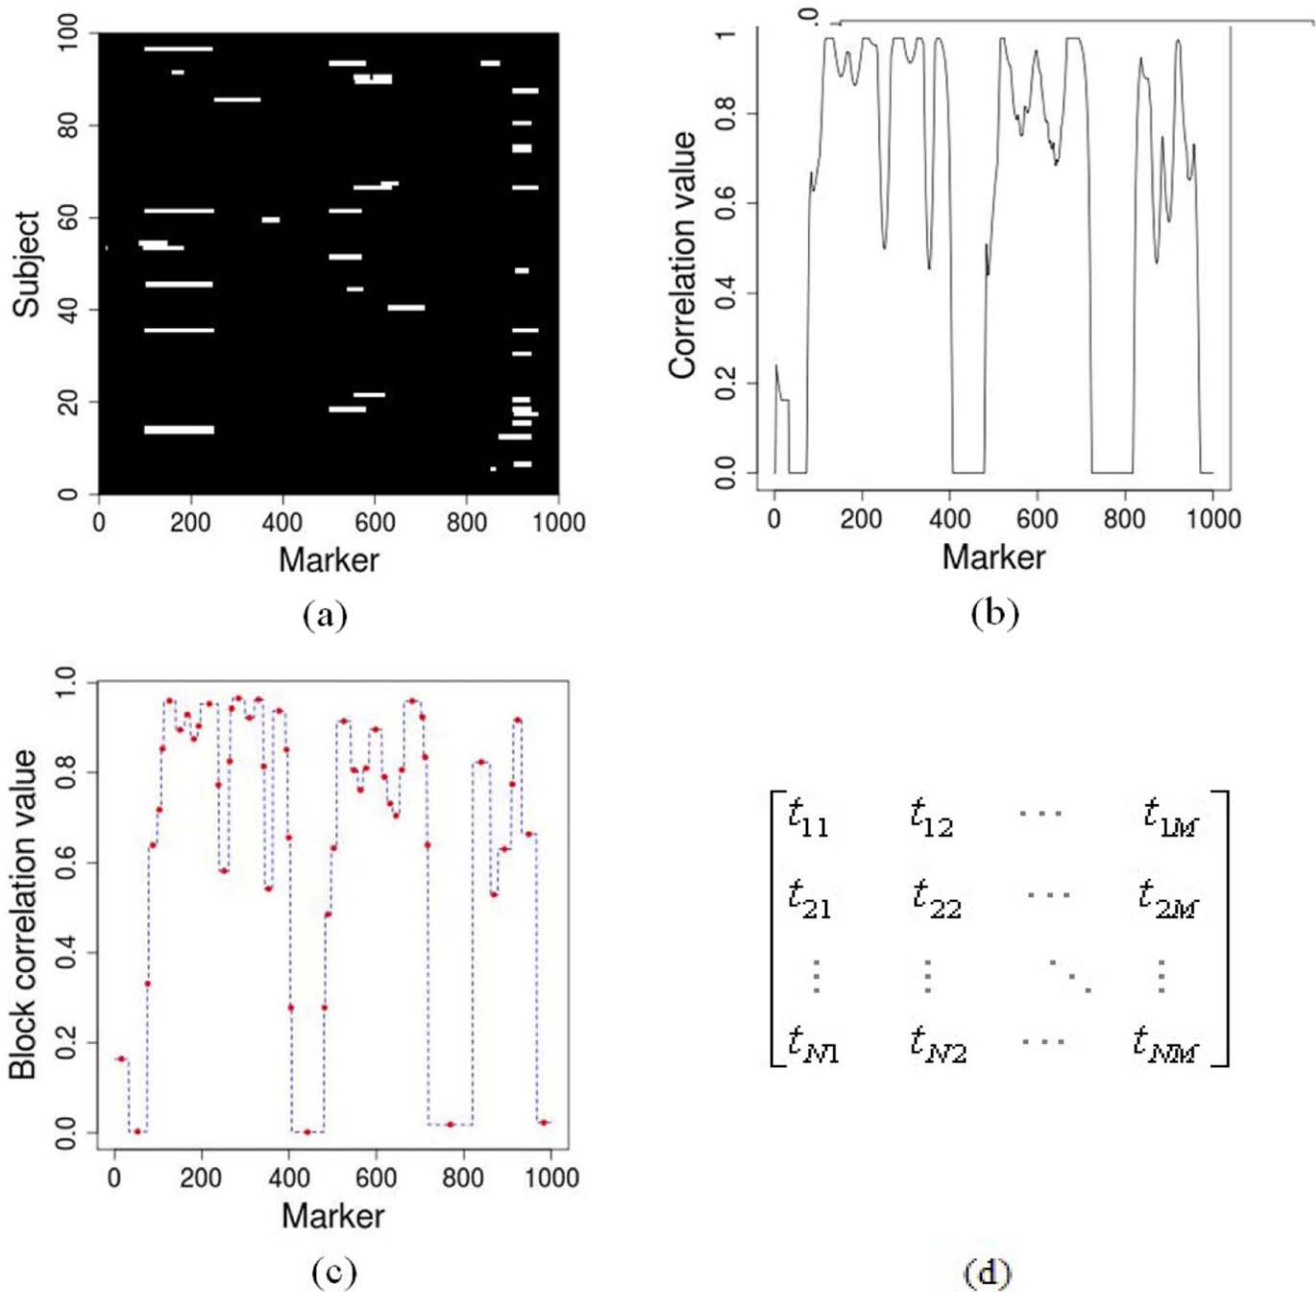 100
80
60
40
20
0
Subject
0 200 400 600 800 1000
Marker
(a)
0.
1
0.8
0.6
0.4
0.2
0.0
Correlation value
0 200 400 600 800 1000
Marker
(b)
1.0
0.8
0.6
0.4
0.2
0.0
Block correlation value
0 200 400 600 800 1000
Marker
(c)
t11 t12 ... t1M
t21 t22 ... t2M
⋮ ⋮ ⋱ ⋮
tN1 tN2 ... tNM
(d)